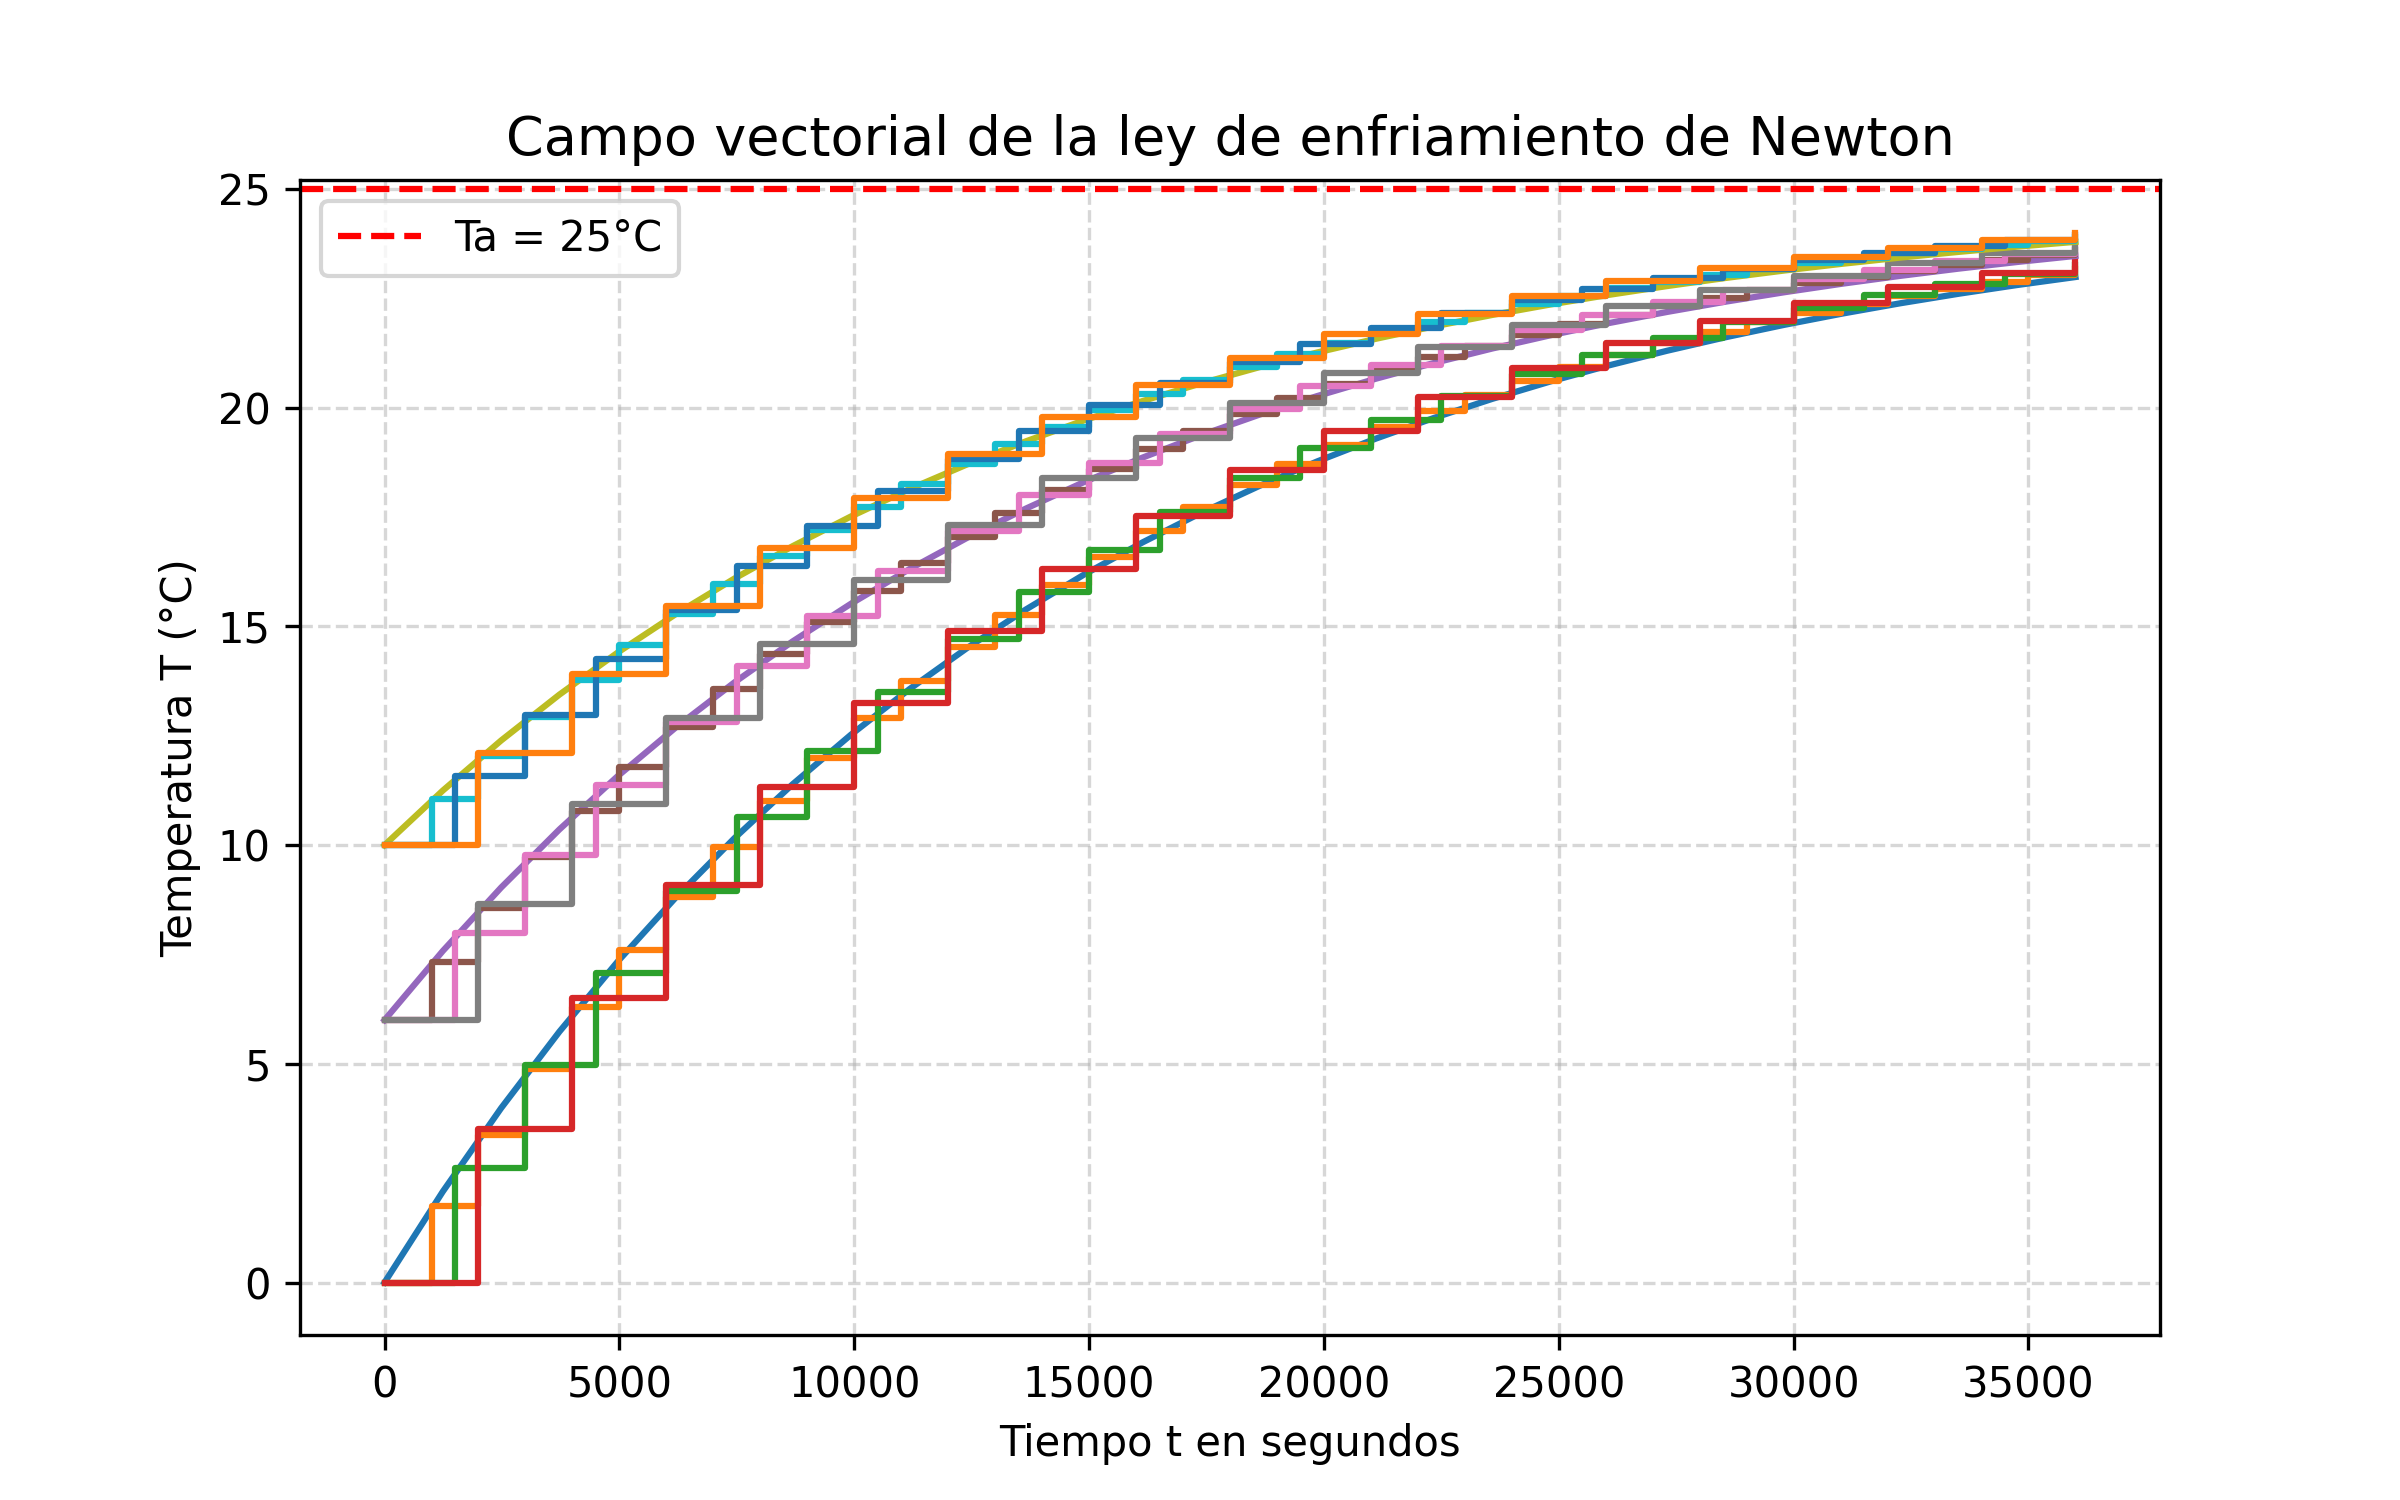 Campo vectorial de la ley de enfriamiento de Newton
Ta = 25°C
Temperatura T (°C)
25
20
15
10
5
0
0 5000 10000 15000 20000 25000 30000 35000
Tiempo t en segundos